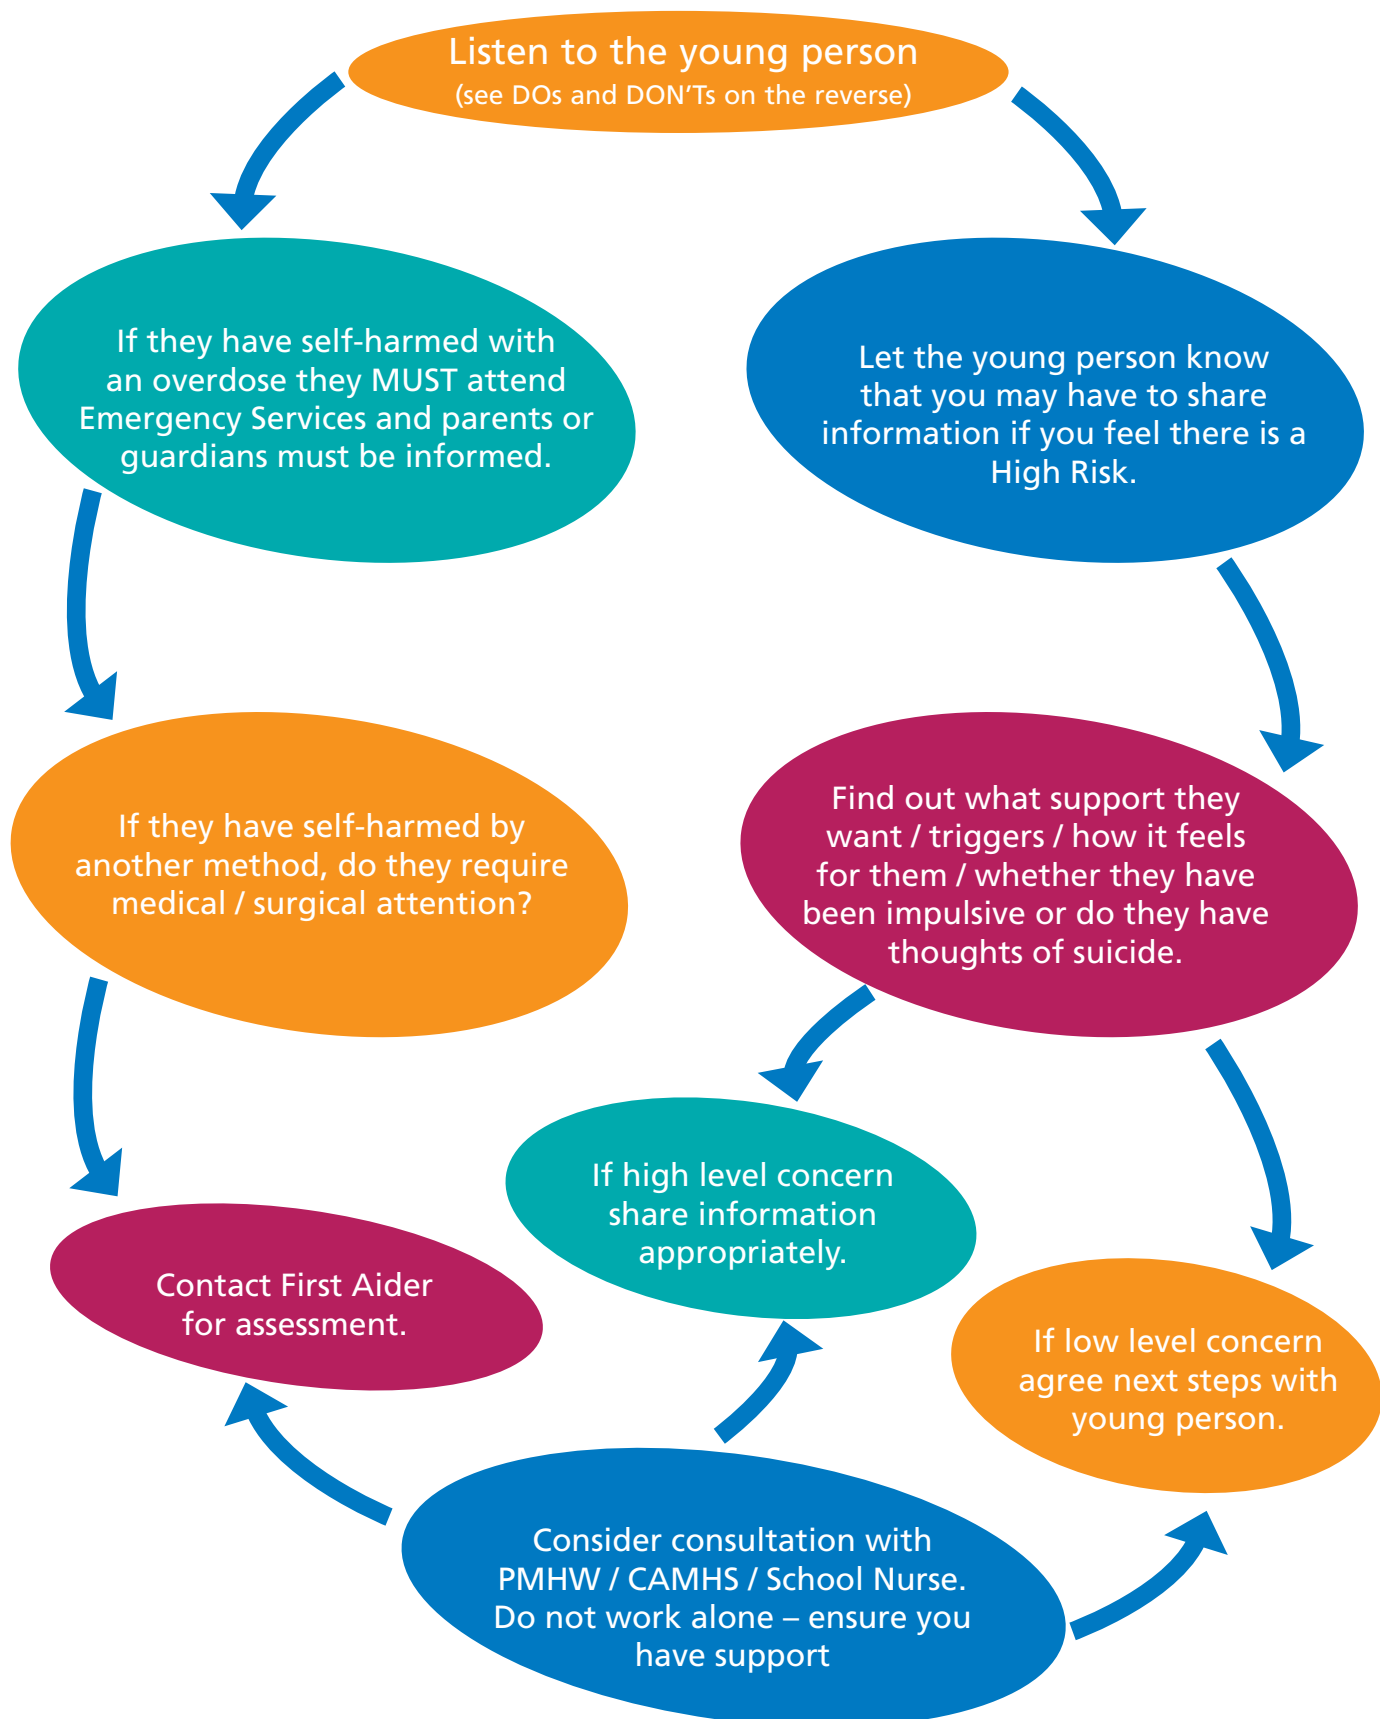 Listen to the young person
(see DOs and DON'Ts on the reverse)
If they have self-harmed with
an overdose they MUST attend
Emergency Services and parents or
guardians must be informed.
Let the young person know
that you may have to share
information if you feel there is a
High Risk.
If they have self-harmed by
another method, do they require
medical / surgical attention?
Find out what support they
want / triggers / how it feels
for them / whether they have
been impulsive or do they have
thoughts of suicide.
If high level concern
share information
appropriately.
Contact First Aider
for assessment.
If low level concern
agree next steps with
young person.
Consider consultation with
PMHW / CAMHS / School Nurse.
Do not work alone – ensure you
have support